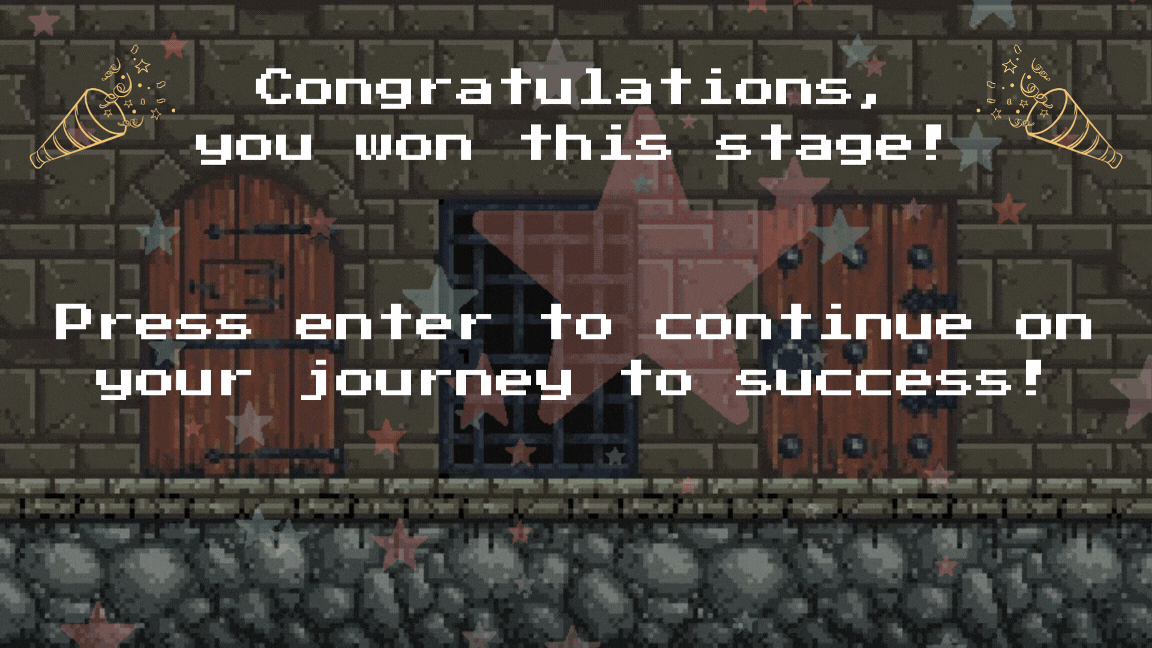 Congratulations,
you won this stage!
Press enter to continue on
your journey to success!